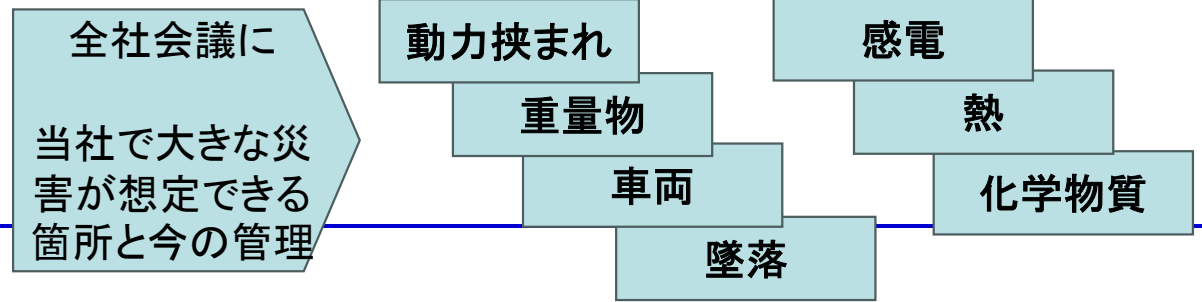 全社会議に
当社で大きな災
害が想定できる
箇所と今の管理
動力挟まれ
重量物
車両
墜落
感電
熱
化学物質